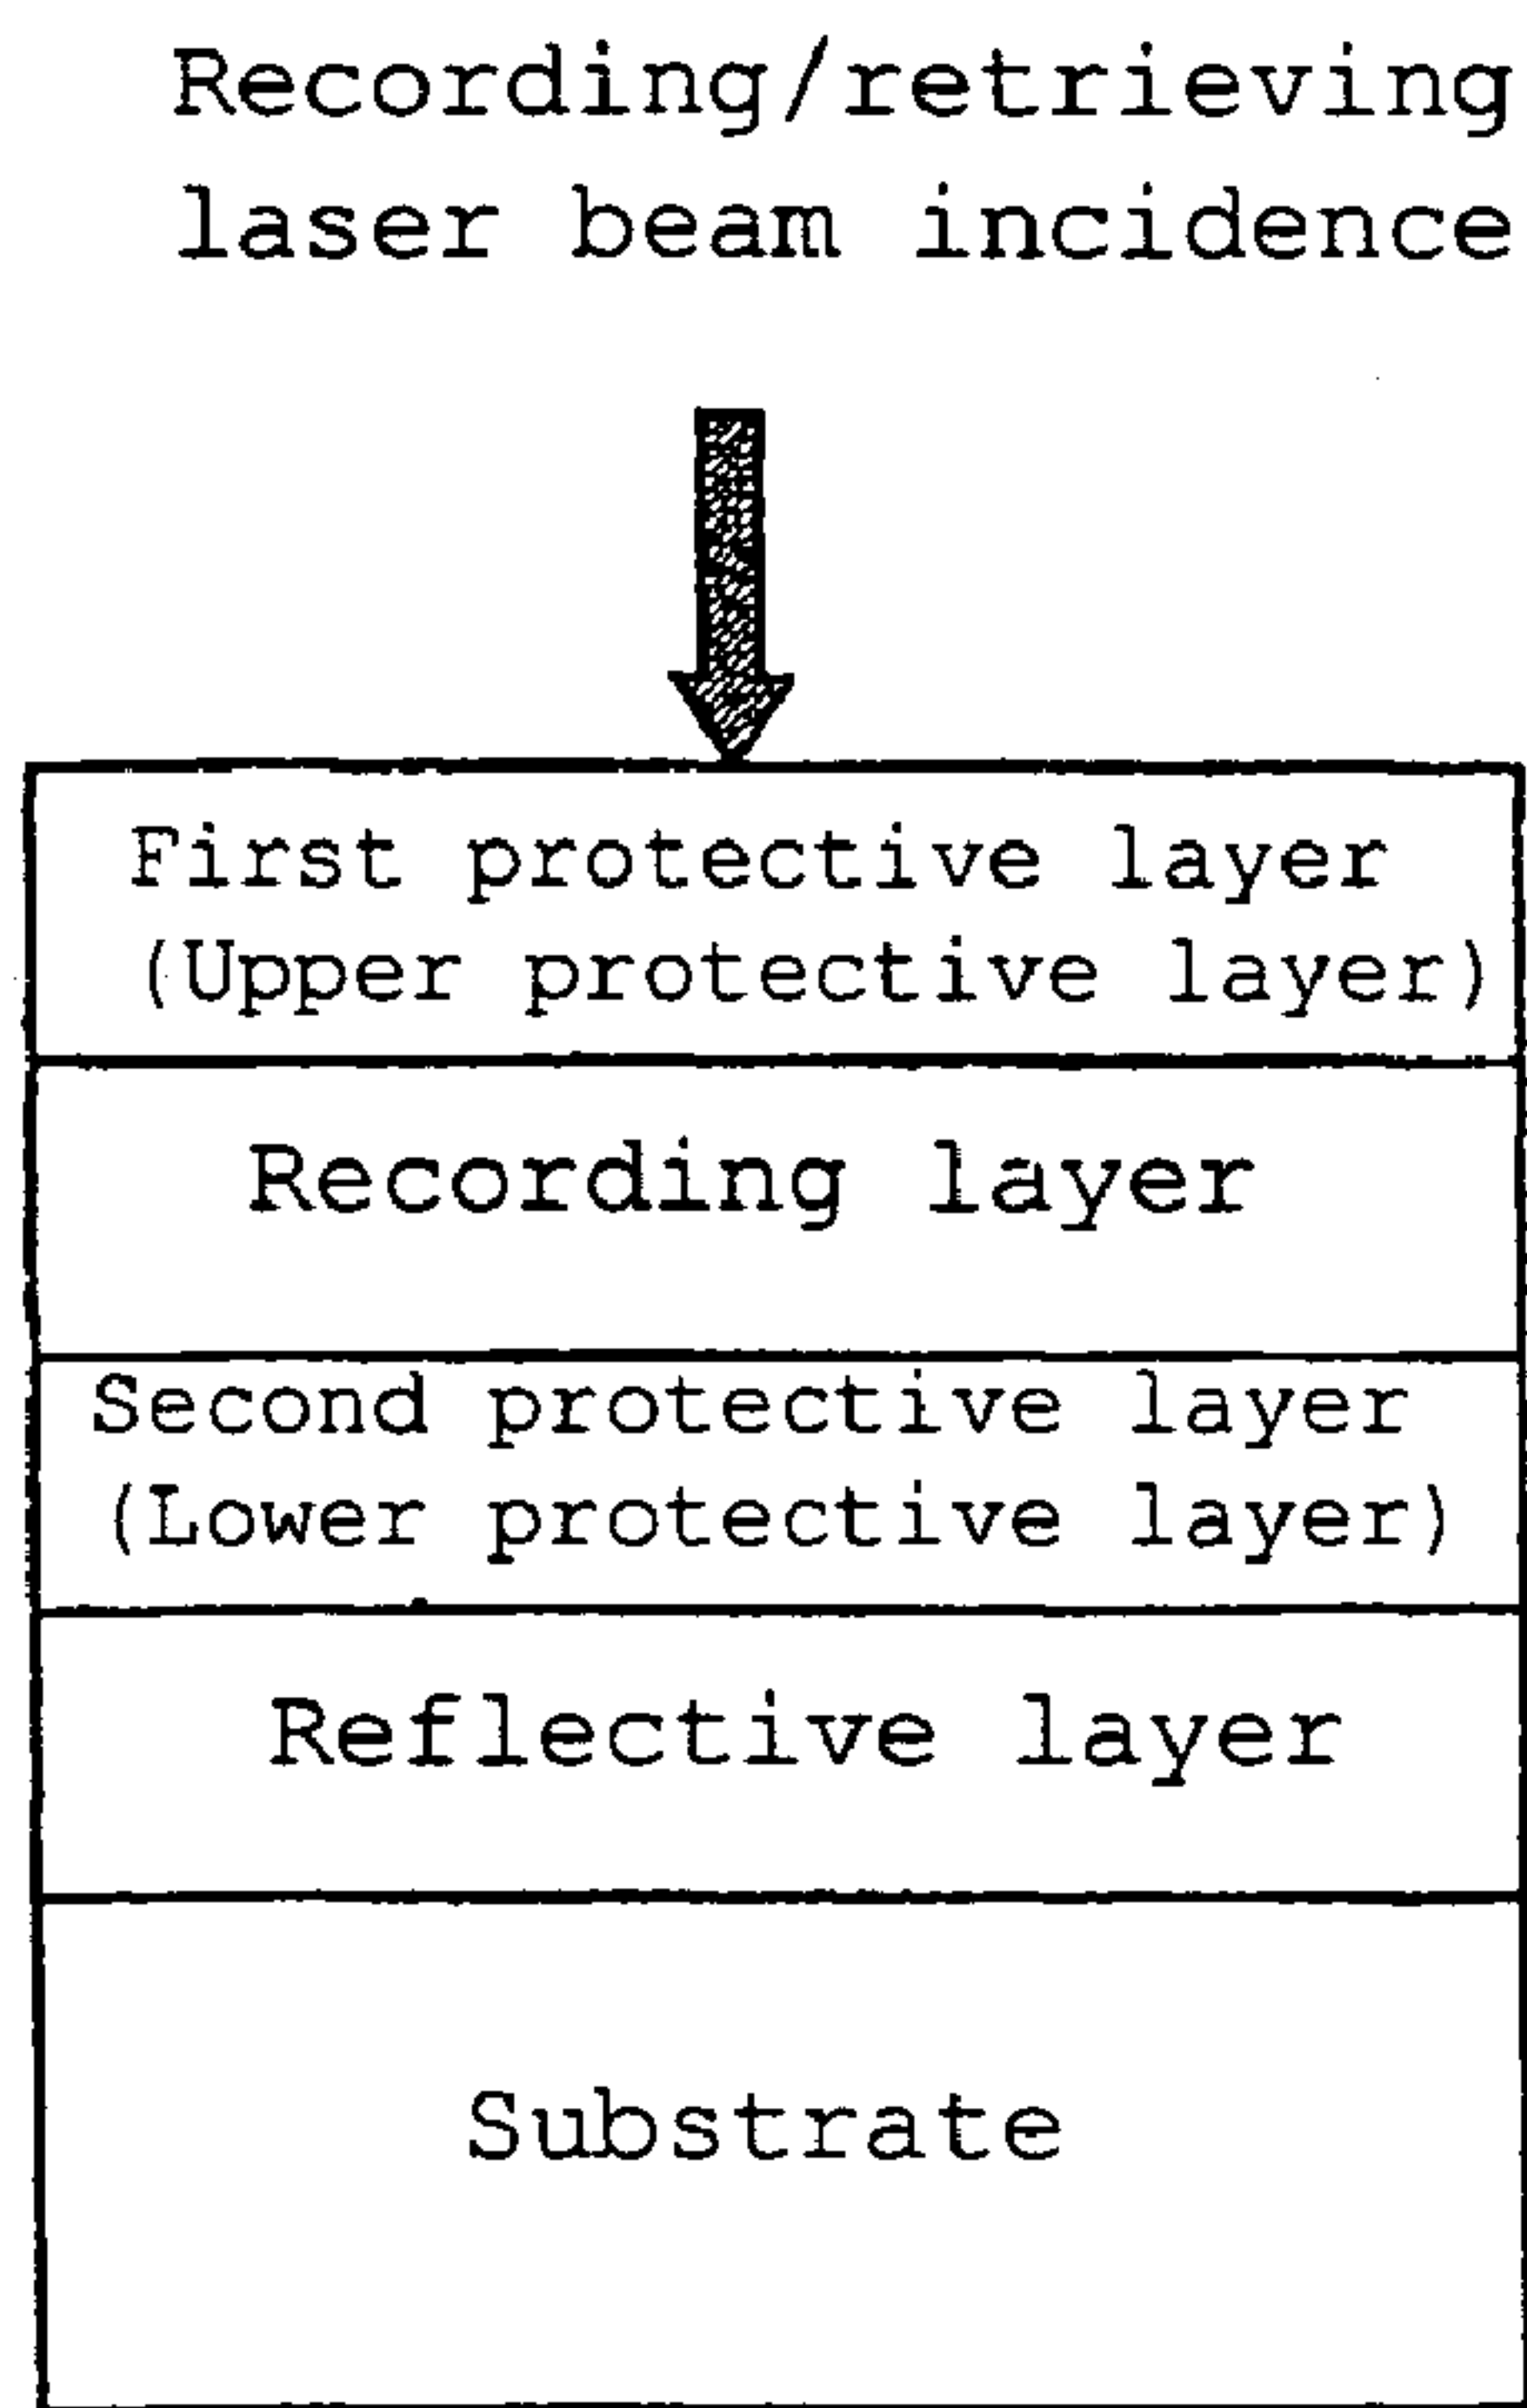 Recording/retrieving
laser beam incidence
First protective layer
(Upper protective layer)
Recording layer
Second protective layer
(Lower protective layer)
Reflective layer
Substrate